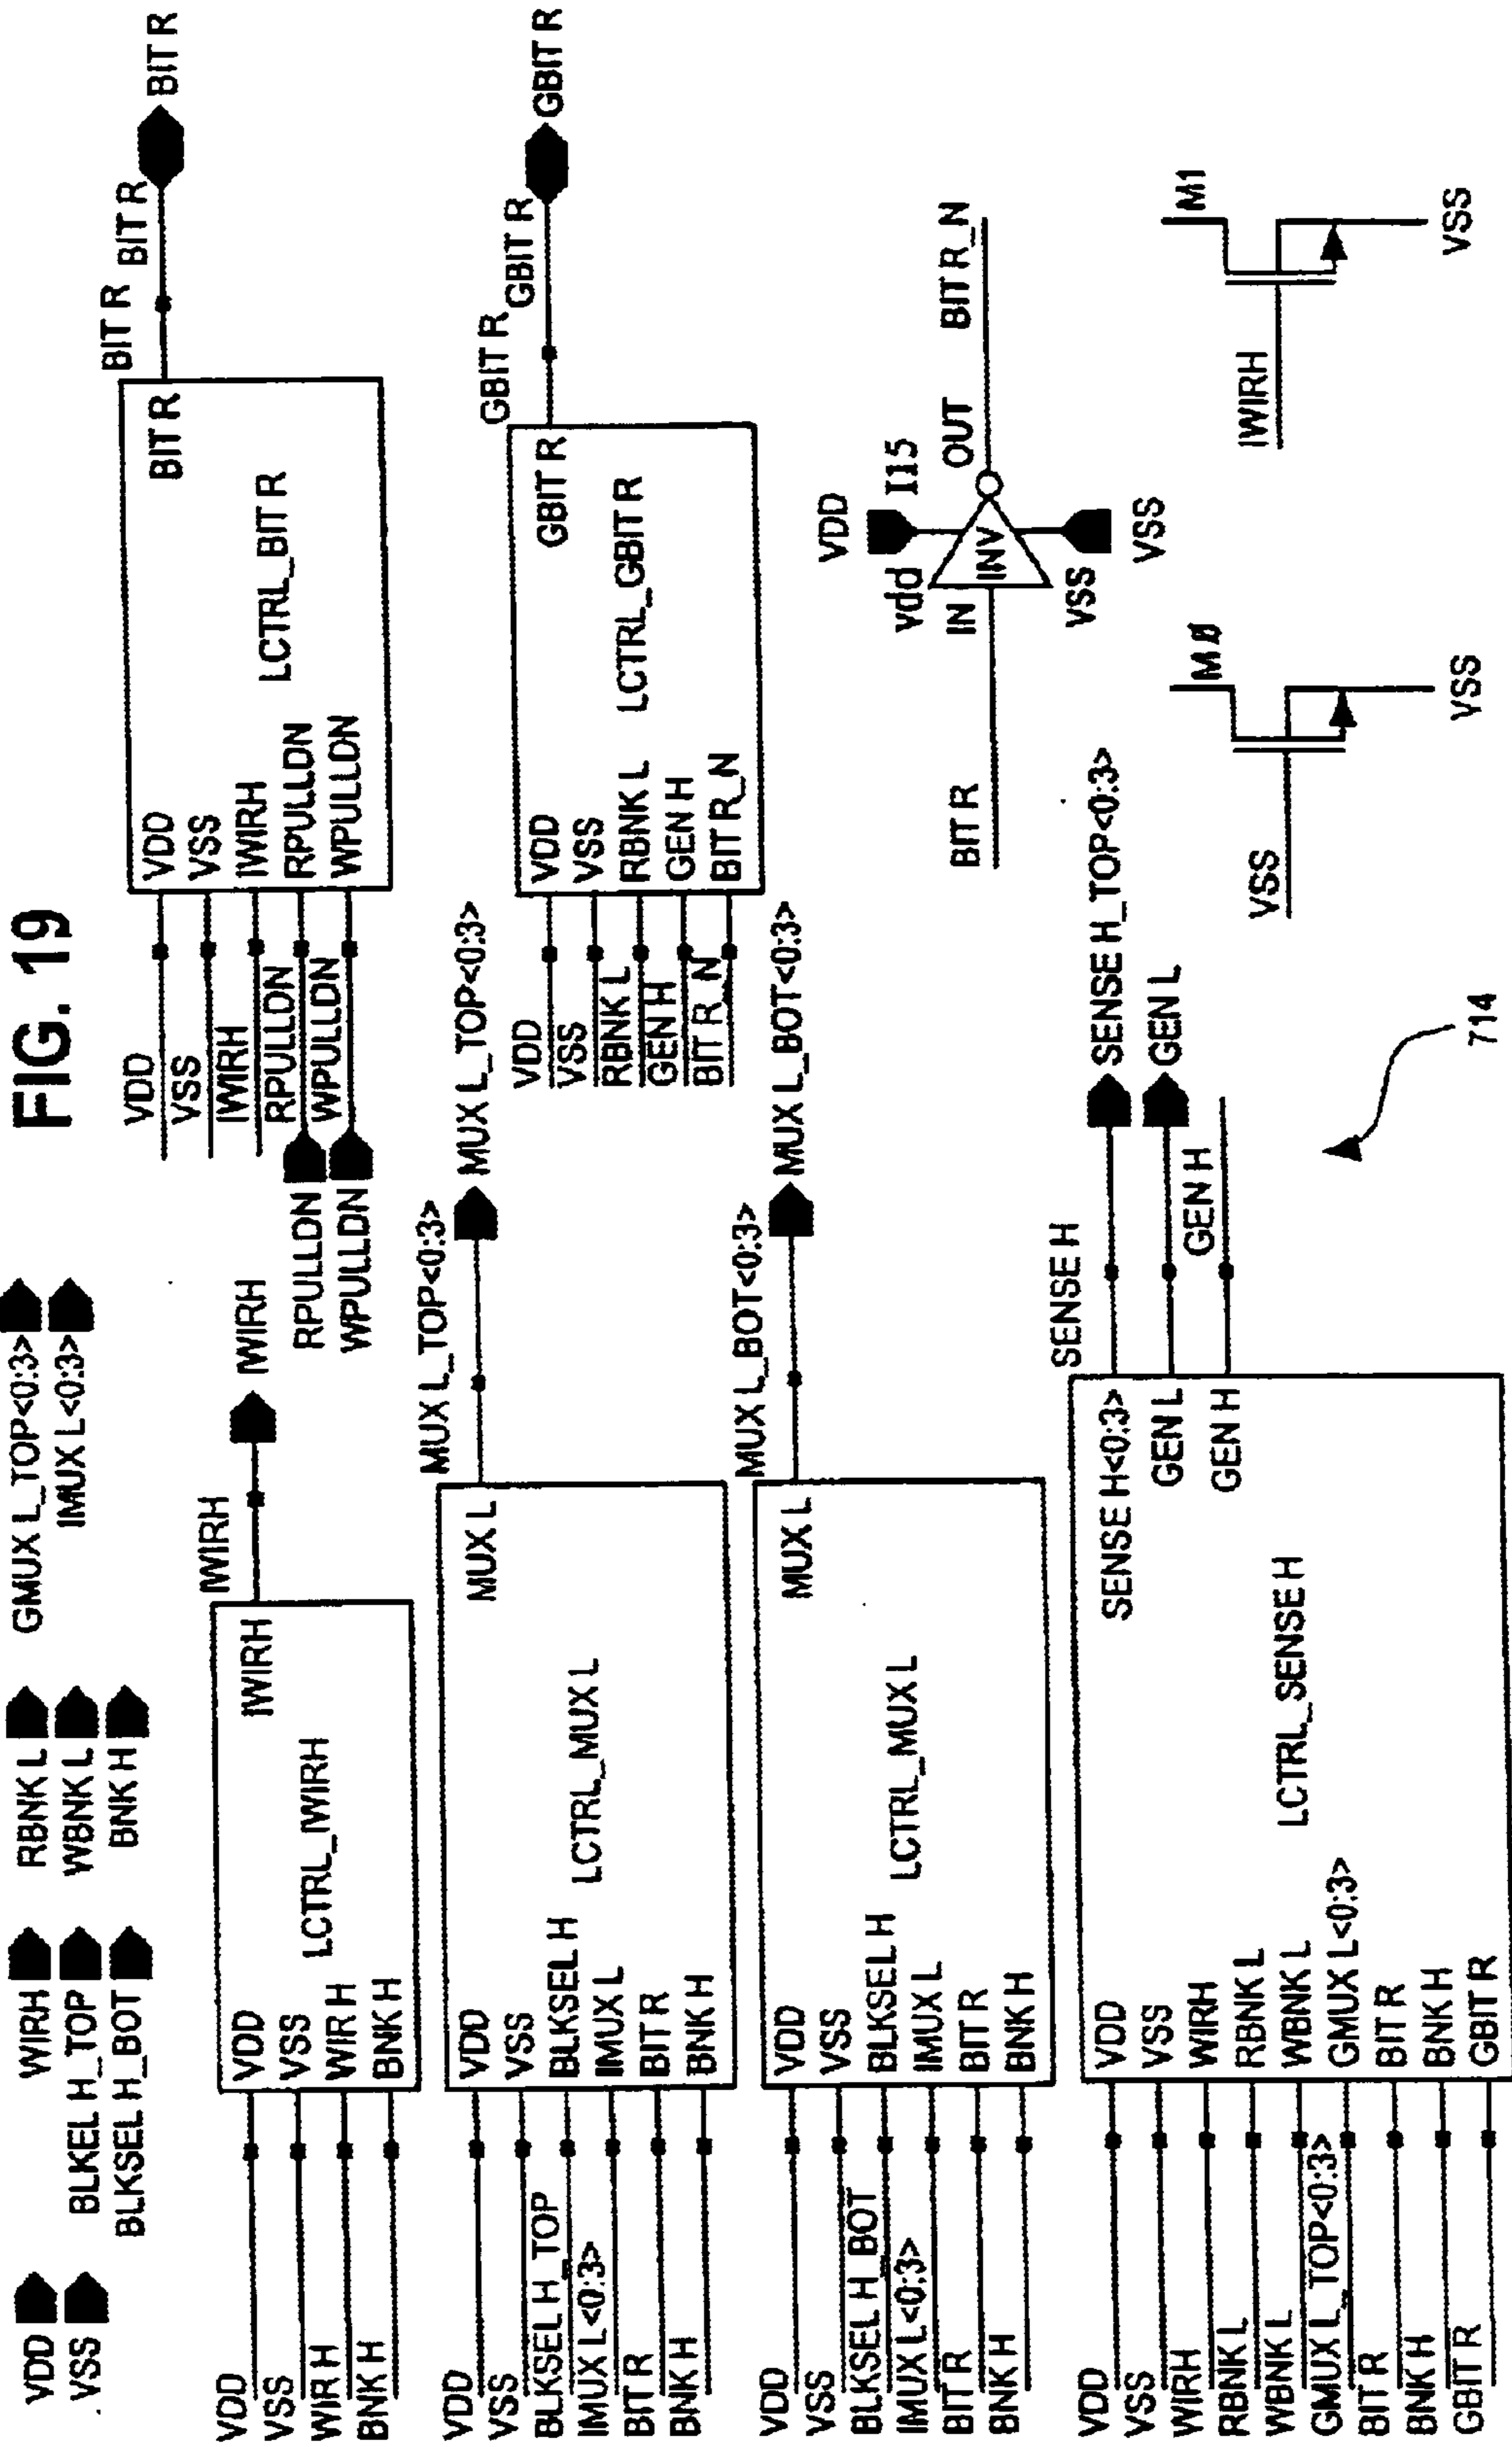 FIG. 19
VDD
VSS
WIRH
BLKEL H_TOP
BLKSEL H_BOT
RBNK L
WBNK L
BNK H
GMUX L_TOP<0:3>
IMUX L<0:3>
VDD
VSS
WIR H
BNK H
VDD
VSS
WIR H
BNK H
LCTRL_IWIRH
IWIRH
IWIRH
IWIRH
VDD
VSS
BLKSEL H_TOP
IMUX L<0:3>
BIT R
BNK H
VDD
VSS
BLKSEL H
IMUX L
BIT R
BNK H
LCTRL_MUX L
MUX L
MUX L_TOP<0:3>
MUX L_TOP<0:3>
VDD
VSS
BLKSEL H_BOT
IMUX L<0:3>
BIT R
BNK H
VDD
VSS
BLKSEL H
IMUX L
BIT R
BNK H
LCTRL_MUX L
MUX L
MUX L_BOT<0:3>
MUX L_BOT<0:3>
VDD
VSS
WIRH
RBNK L
WBNK L
GMUX L_TOP<0:3>
BIT R
BNK H
GBIT R
VDD
VSS
WIRH
RBNK L
WBNK L
GMUX L<0:3>
BIT R
BNK H
GBIT R
LCTRL_SENSE H
SENSE H<0:3>
GEN L
GEN H
SENSE H
SENSE H_TOP<0:3>
GEN L
GEN H
VDD
VSS
IWIRH
RPULLDN
WPULLDN
RPULLDN
WPULLDN
VDD
VSS
IWIRH
RPULLDN
WPULLDN
LCTRL_BIT R
BIT R
BIT R
BIT R
BIT R
VDD
VSS
RBNK L
GEN H
BIT R_N
VDD
VSS
RBNK L
GEN H
BIT R_N
LCTRL_GBIT R
GBIT R
GBIT R
GBIT R
GBIT R
BIT R
IN
vdd
VDD
I15
INV
OUT
BIT R_N
vss
VSS
VSS
MØ
VSS
IWIRH
M1
VSS
714